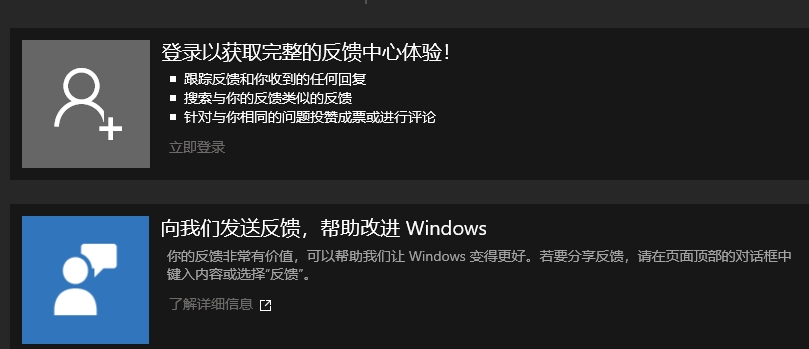 登录以获取完整的反馈中心体验！
跟踪反馈和你收到的任何回复
搜索与你的反馈类似的反馈
针对与你相同的问题投赞成票或进行评论
立即登录
向我们发送反馈，帮助改进 Windows
你的反馈非常有价值，可以帮助我们让 Windows 变得更好。若要分享反馈，请在页面顶部的对话框中
键入内容或选择"反馈"。
了解详细信息